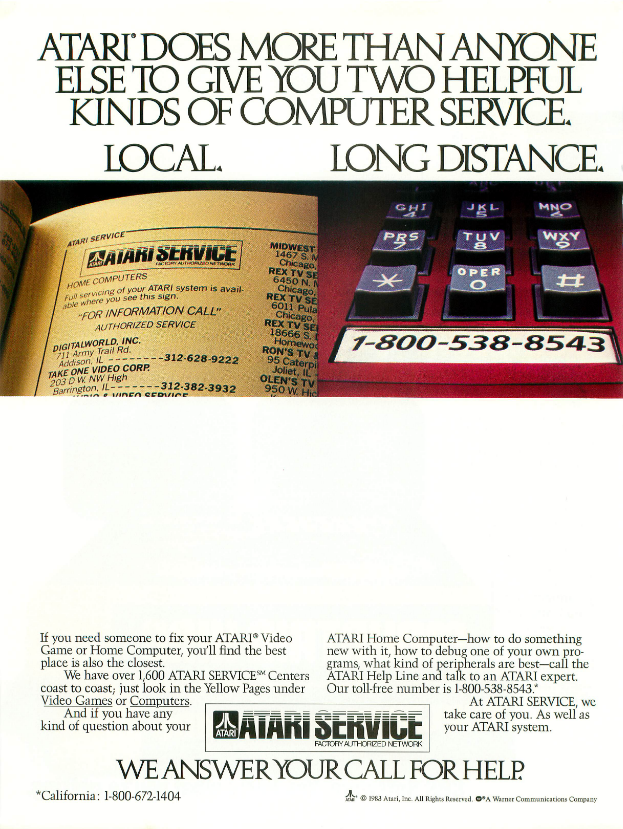 ATARI® DOES MORE THAN ANYONE
ELSE TO GIVE YOU TWO HELPFUL
KINDS OF COMPUTER SERVICE.
LOCAL.
LONG DISTANCE.
ATARI SERVICE
ATARI SERVICE
FACTORY AUTHORIZED NETWORK
HOME COMPUTERS
Full servicing of your ATARI system is avail-
able where you see this sign.
"FOR INFORMATION CALL"
AUTHORIZED SERVICE
DIGITALWORLD, INC.
711 Army Trail Rd.
Addison, IL ---------312-628-9222
TAKE ONE VIDEO CORP.
203 D W. NW High
Barrington, IL-------312-382-3932
AUDIO & VIDEO SERVICE
MIDWEST
1467 S. M
Chicago,
REX TV SE
6450 N. M
Chicago,
REX TV SE
6011 Pula
Chicago,
REX TV SE
18666 S.
Homewoo
RON'S TV &
95 Caterpi
Joliet, IL
OLEN'S TV
950 W. Hic
GHI
4
JKL
5
MNO
6
PRS
7
TUV
8
WXY
9
*
OPER
0
#
1-800-538-8543
If you need someone to fix your ATARI® Video
Game or Home Computer, you'll find the best
place is also the closest.
We have over 1,600 ATARI SERVICE℠ Centers
coast to coast; just look in the Yellow Pages under
Video Games or Computers.
And if you have any
kind of question about your
ATARI Home Computer—how to do something
new with it, how to debug one of your own pro-
grams, what kind of peripherals are best—call the
ATARI Help Line and talk to an ATARI expert.
Our toll-free number is 1-800-538-8543.*
At ATARI SERVICE, we
take care of you. As well as
your ATARI system.
ATARI
ATARI SERVICE
FACTORY AUTHORIZED NETWORK
WE ANSWER YOUR CALL FOR HELP.
*California: 1-800-672-1404
ATARI © 1983 Atari, Inc. All Rights Reserved. ®A Warner Communications Company